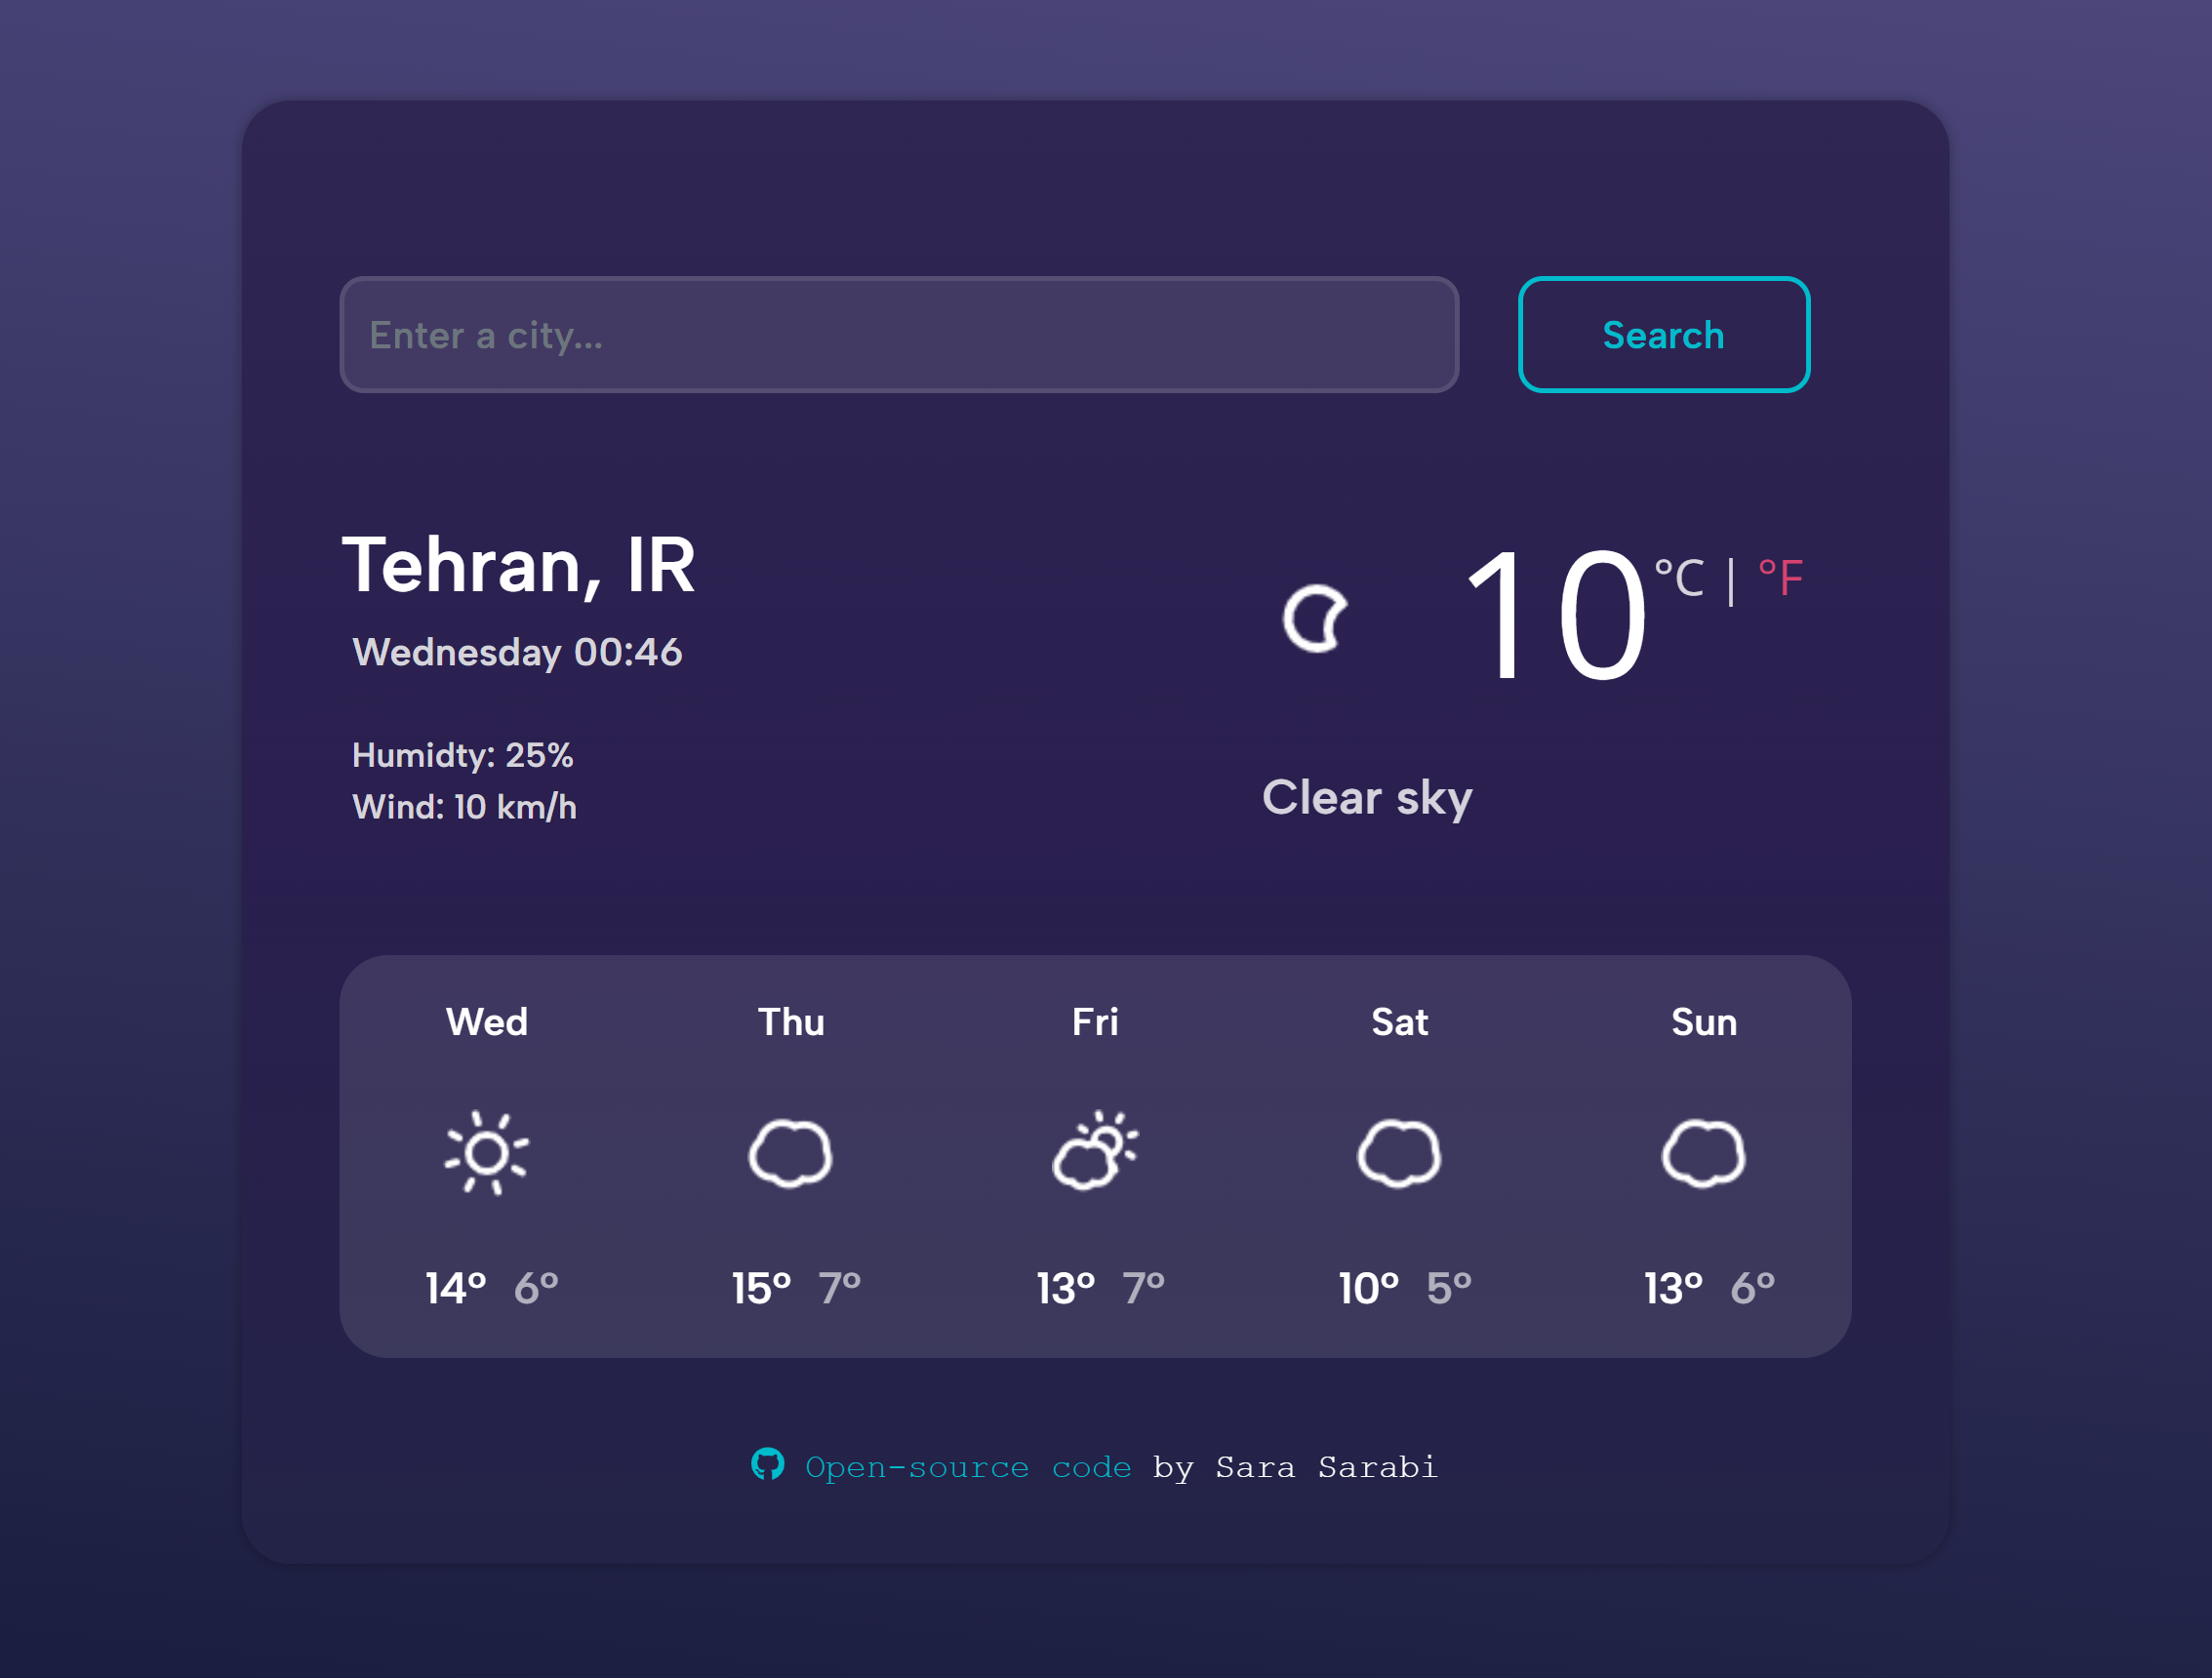 Enter a city...
Search
Tehran, IR
Wednesday 00:46
Humidty: 25%
Wind: 10 km/h
10 °C | °F
Clear sky
Wed Thu Fri Sat Sun
14° 6° 15° 7° 13° 7° 10° 5° 13° 6°
Open-source code by Sara Sarabi